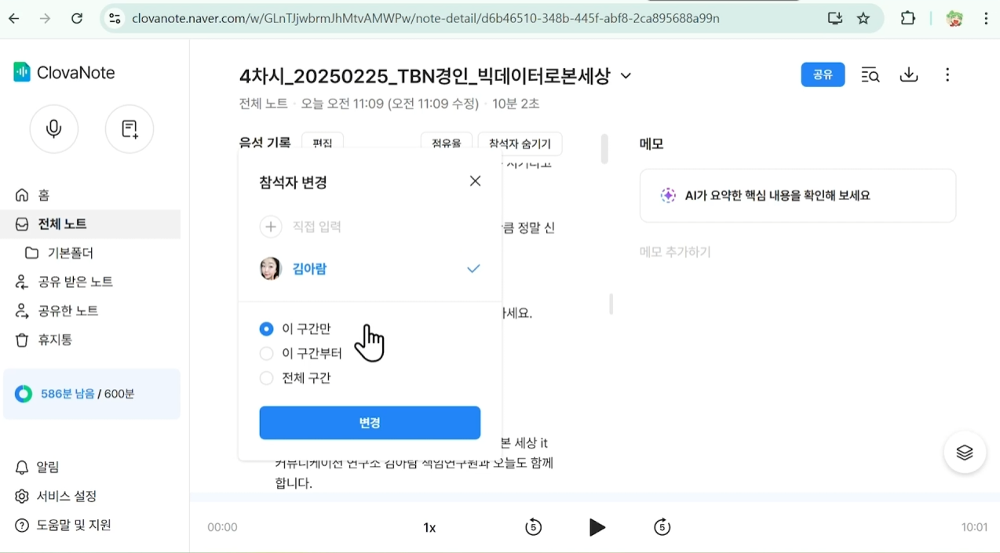 clovanote.naver.com/w/GLnTJjwbrmJhMtvAMWPw/note-detail/d6b46510-348b-445f-abf8-2ca895688a99n
ClovaNote
홈
전체 노트
기본폴더
공유 받은 노트
공유한 노트
휴지통
586분 남음 / 600분
알림
서비스 설정
도움말 및 지원
4차시_20250225_TBN경인_빅데이터로본세상
공유
전체 노트 · 오늘 오전 11:09 (오전 11:09 수정) · 10분 2초
음성 기록
편집
점유율
참석자 숨기기
참석자 변경
직접 입력
김아람
이 구간만
이 구간부터
전체 구간
변경
정말 신
세요.
본 세상 it
커뮤니케이션 연구소 김아람 책임연구원과 오늘도 함께
합니다.
메모
AI가 요약한 핵심 내용을 확인해 보세요
메모 추가하기
00:00
1x
5
5
10:01